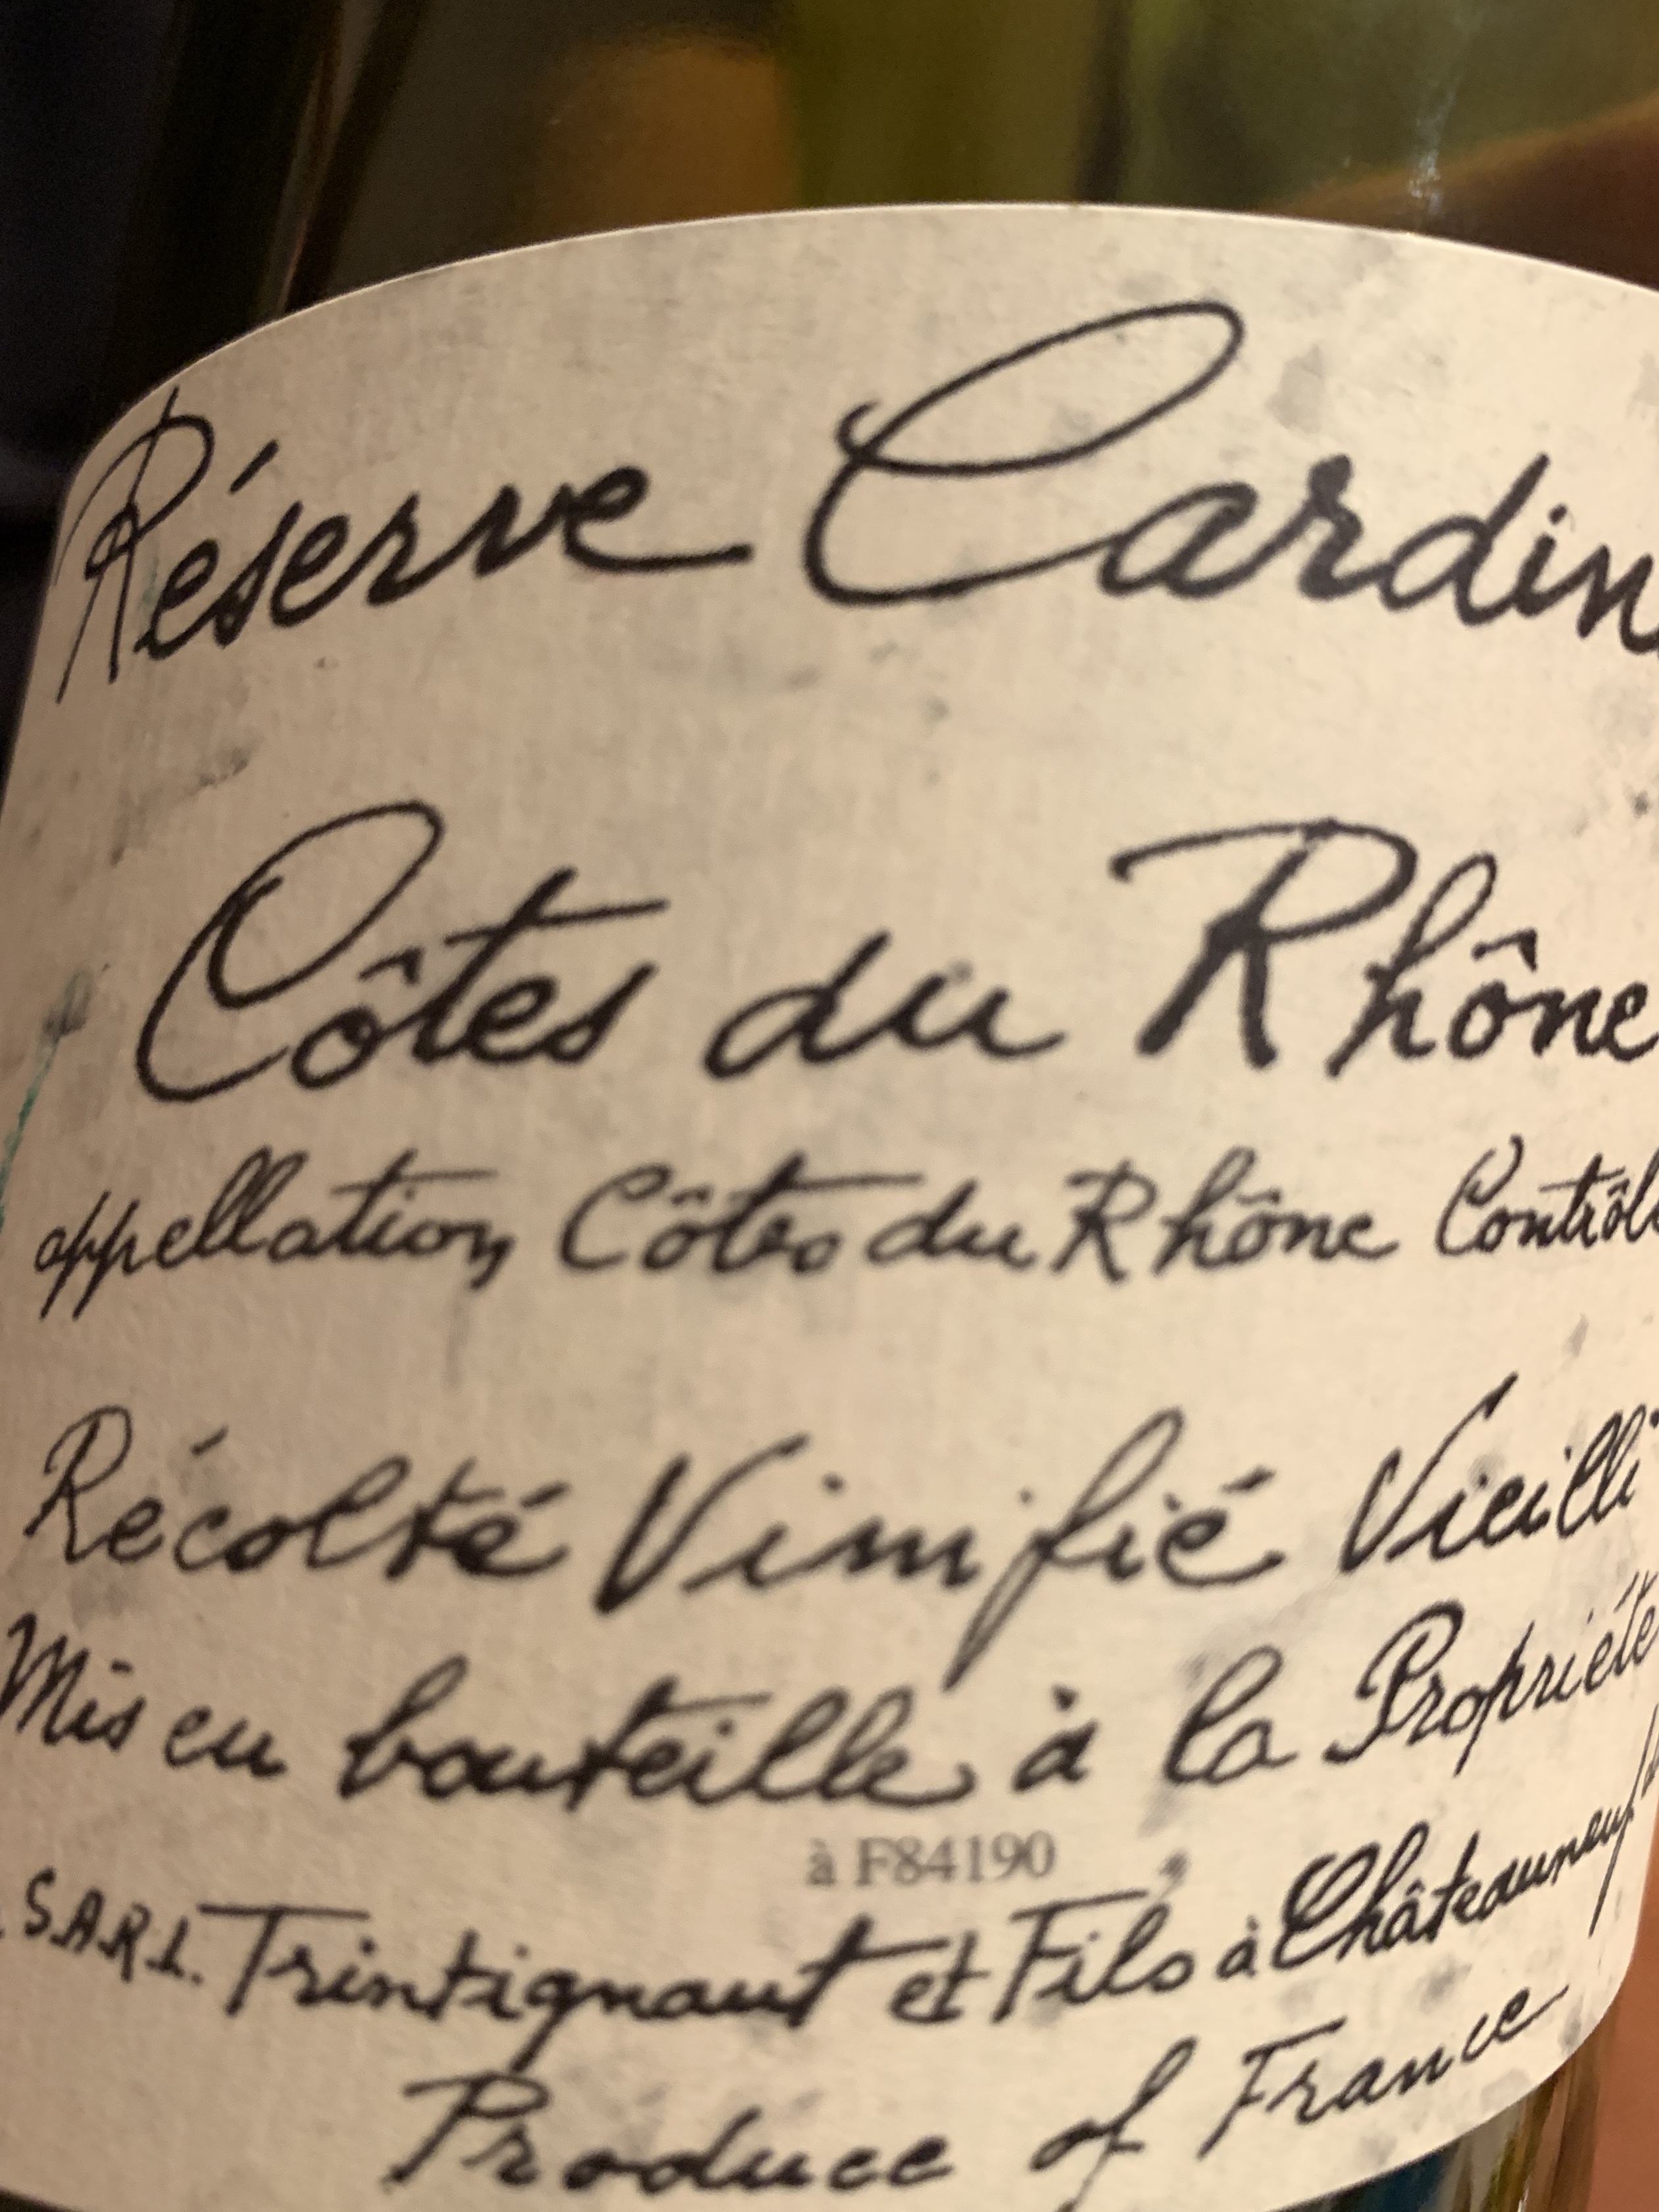 Réserve Cardin
Côtes du Rhône
appellation Côtes du Rhône Contrôl
Récolté Vinifié Vieilli
Mis en bouteille à la Propriété
à F84190
S.A.R.L. Trintignant et Fils à Châteauneuf
Produce of France